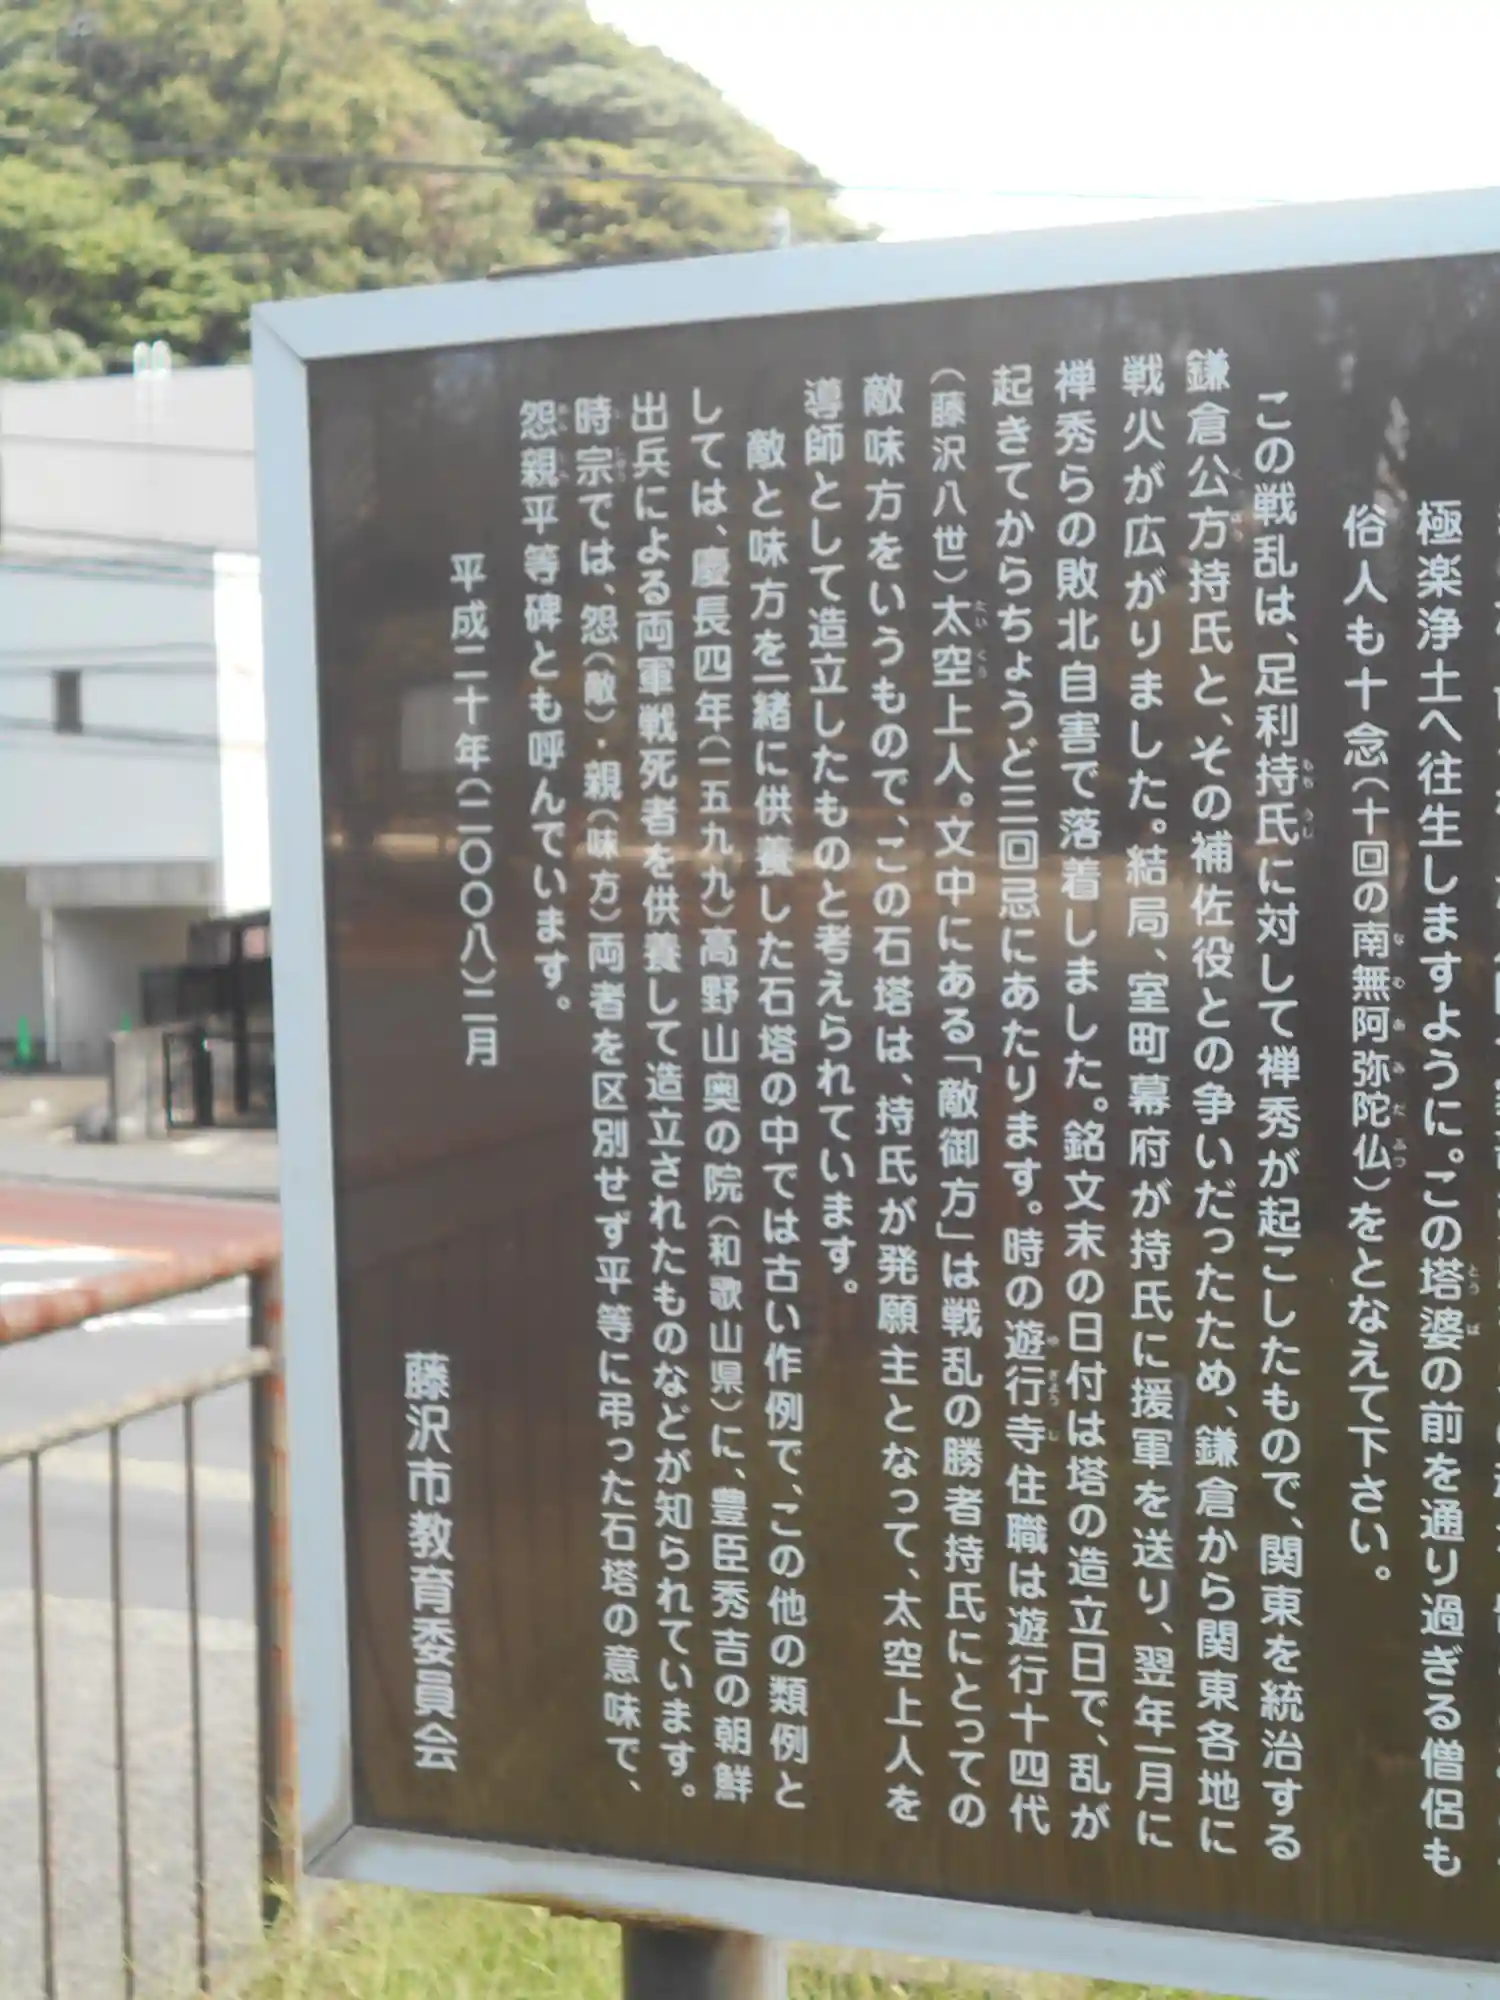 極楽浄土へ往生しますように。この塔婆の前を通り過ぎる僧侶も
俗人も十念(十回の南無阿弥陀仏)をとなえて下さい。
この戦乱は、足利持氏に対して禅秀が起こしたもので、関東を統治する
鎌倉公方持氏と、その補佐役との争いだったため、鎌倉から関東各地に
戦火が広がりました。結局、室町幕府が持氏に援軍を送り、翌年一月に
禅秀らの敗北自害で落着しました。銘文末の日付は塔の造立日で、乱が
起きてからちょうど三回忌にあたります。時の遊行寺住職は遊行十四代
(藤沢八世)太空上人。文中にある「敵御方」は戦乱の勝者持氏にとっての
敵味方をいうもので、この石塔は、持氏が発願主となって、太空上人を
導師として造立したものと考えられています。
敵と味方を一緒に供養した石塔の中では古い作例で、この他の類例と
しては、慶長四年(一五九九)高野山奥の院(和歌山県)に、豊臣秀吉の朝鮮
出兵による両軍戦死者を供養して造立されたものなどが知られています。
時宗では、怨(敵)・親(味方)両者を区別せず平等に弔った石塔の意味で、
怨親平等碑とも呼んでいます。
平成二十年(二〇〇八)二月
藤沢市教育委員会